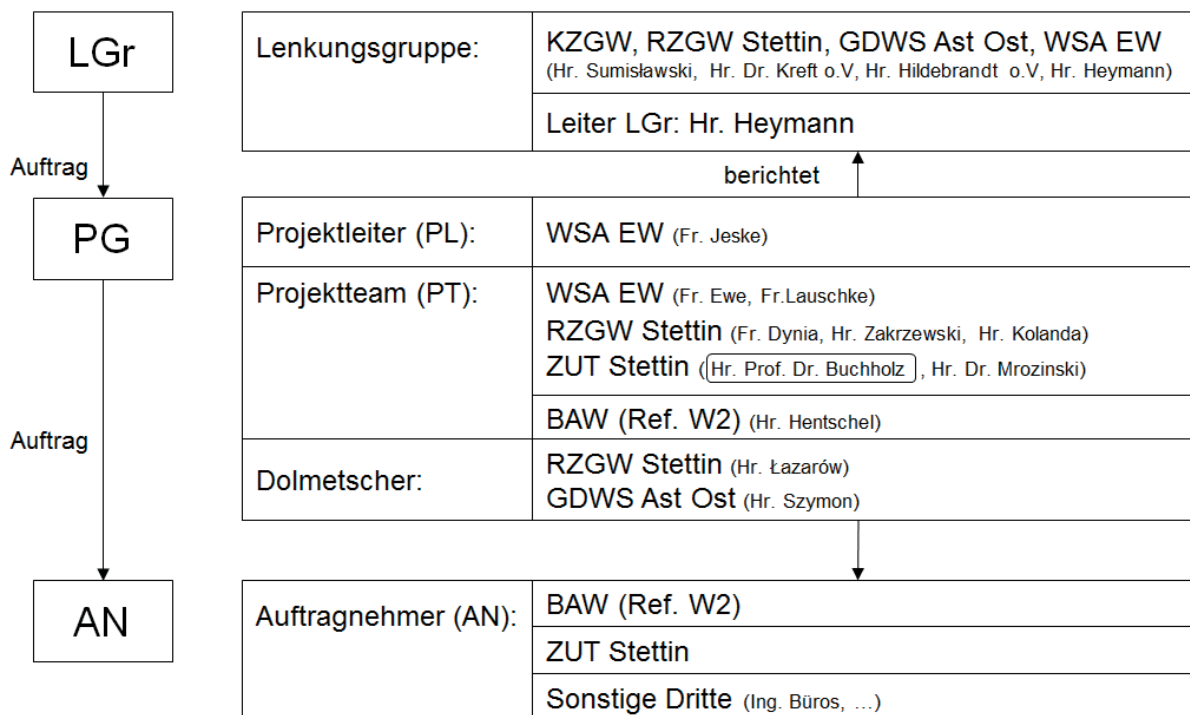 LGr
Lenkungsgruppe:
KZGW, RZGW Stettin, GDWS Ast Ost, WSA EW
(Hr. Sumisławski, Hr. Dr. Kreft o.V, Hr. Hildebrandt o.V, Hr. Heymann)
Leiter LGr: Hr. Heymann
Auftrag
berichtet
PG
Projektleiter (PL):
WSA EW (Fr. Jeske)
Projektteam (PT):
WSA EW (Fr. Ewe, Fr.Lauschke)
RZGW Stettin (Fr. Dynia, Hr. Zakrzewski, Hr. Kolanda)
ZUT Stettin (Hr. Prof. Dr. Buchholz , Hr. Dr. Mrozinski)
BAW (Ref. W2) (Hr. Hentschel)
Auftrag
Dolmetscher:
RZGW Stettin (Hr. Łazarów)
GDWS Ast Ost (Hr. Szymon)
AN
Auftragnehmer (AN):
BAW (Ref. W2)
ZUT Stettin
Sonstige Dritte (Ing. Büros, ...)